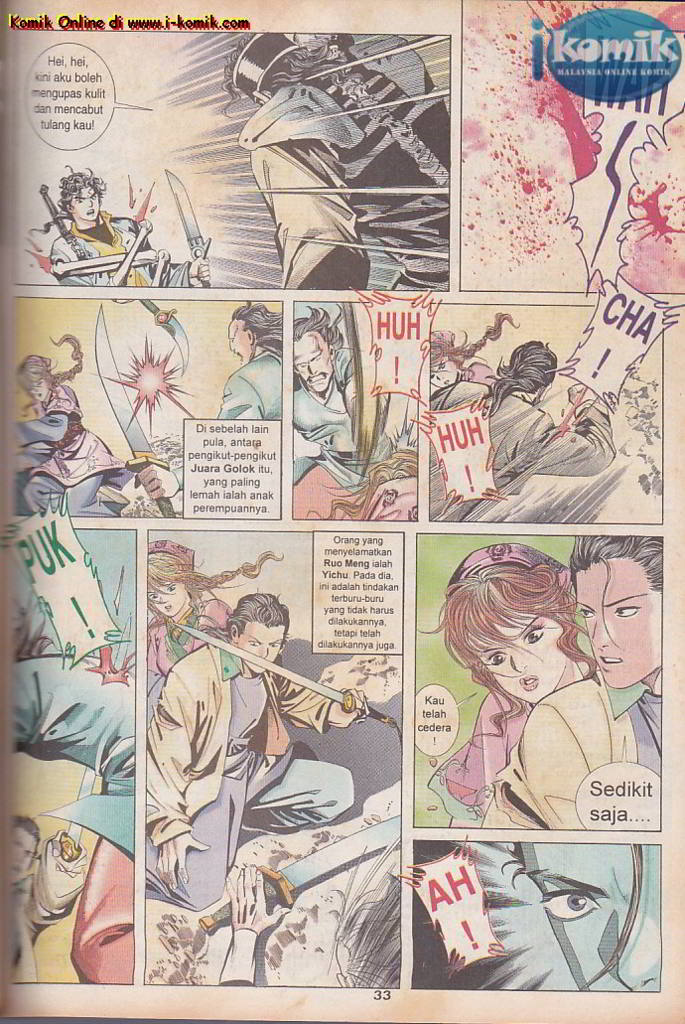 Komik Online di www.i-komik.com
ikomik
MALAYSIA ONLINE KOMIK
Hei, hei,
kini aku boleh
mengupas kulit
dan mencabut
tulang kau!
WAH
CHA
!
Di sebelah lain
pula, antara
pengikut-pengikut
Juara Golok itu,
yang paling
lemah ialah anak
perempuannya.
HUH
!
HUH
!
PUK
!
Orang yang
menyelamatkan
Ruo Meng ialah
Yichu. Pada dia,
ini adalah tindakan
terburu-buru
yang tidak harus
dilakukannya,
tetapi telah
dilakukannya juga.
Kau
telah
cedera
!
Sedikit
saja....
AH
!
33